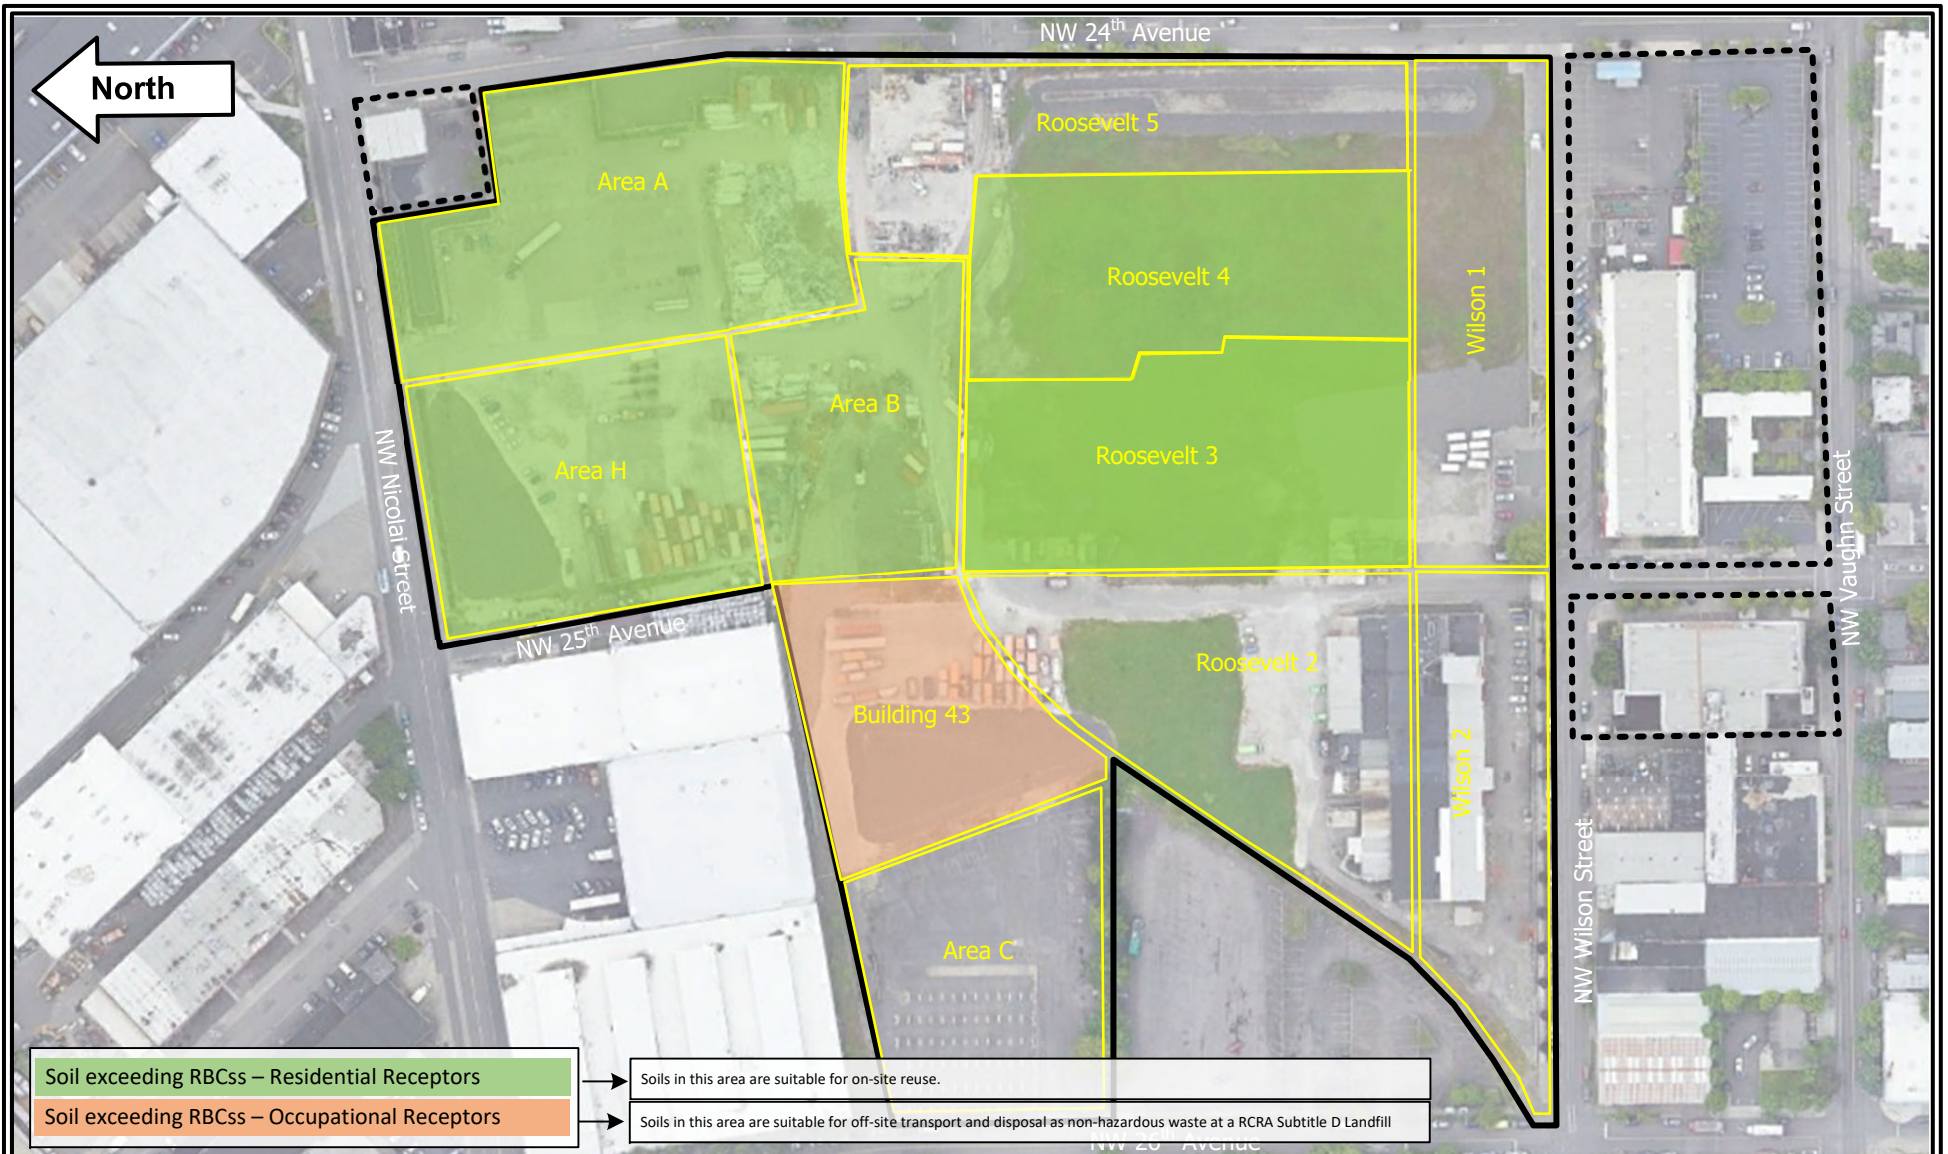 NW 24th Avenue
North
Roosevelt 5
Area A
Roosevelt 4
Wilson 1
Area B
Roosevelt 3
Area H
NW Nicolai Street
NW Vaughn Street
NW 25th Avenue
Roosevelt 2
Building 43
Wilson 2
NW Wilson Street
Area C
Soil exceeding RBCss – Residential Receptors
Soils in this area are suitable for on-site reuse.
Soil exceeding RBCss – Occupational Receptors
Soils in this area are suitable for off-site transport and disposal as non-hazardous waste at a RCRA Subtitle D Landfill
NW 26th Avenue